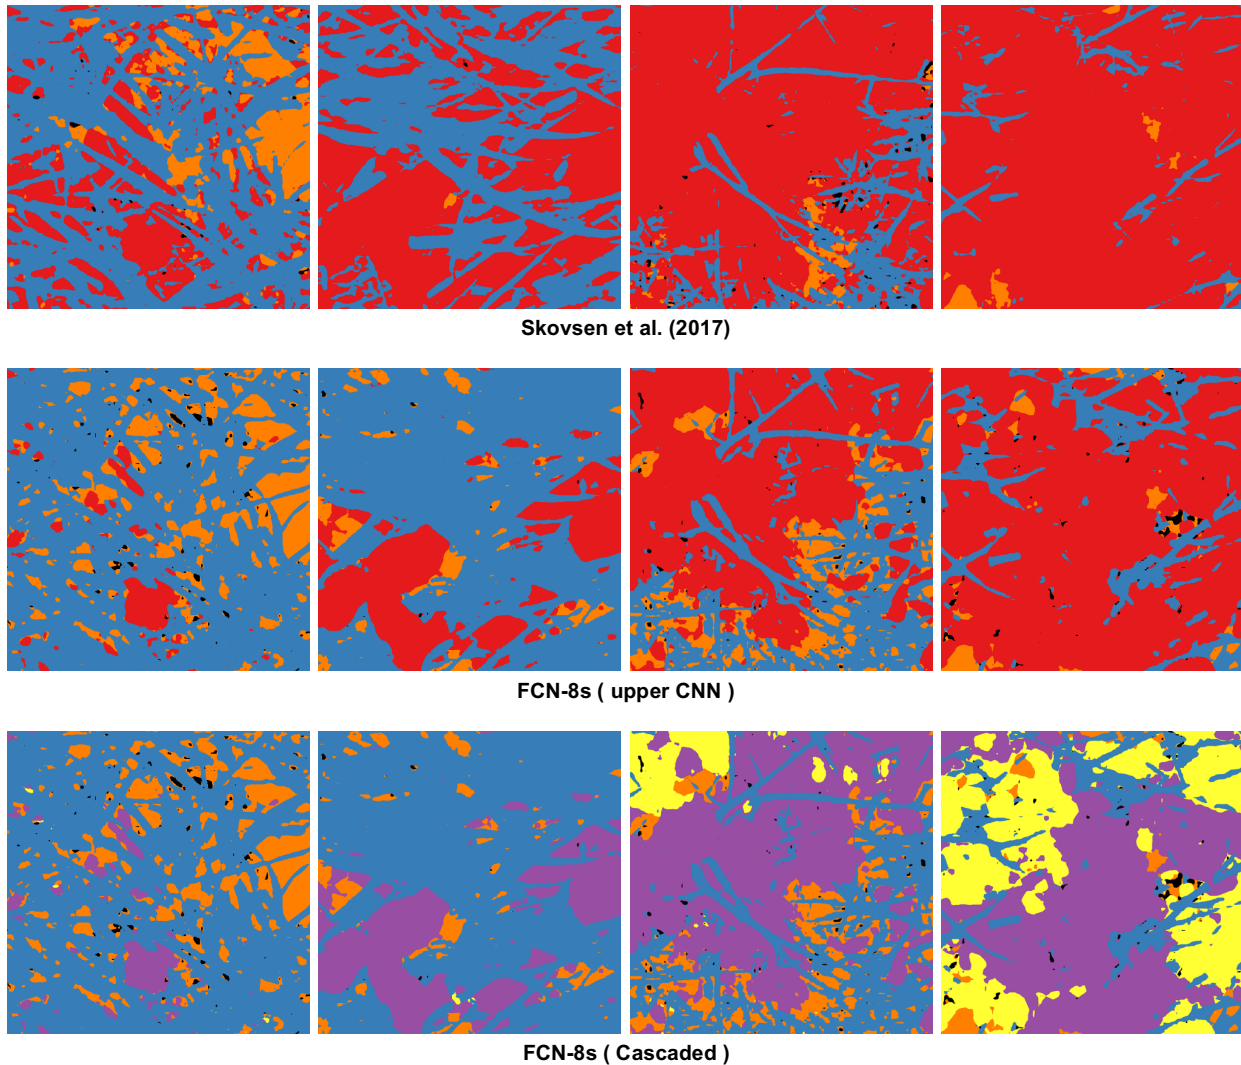 Skovsen et al. (2017)
FCN-8s ( upper CNN )
FCN-8s ( Cascaded )